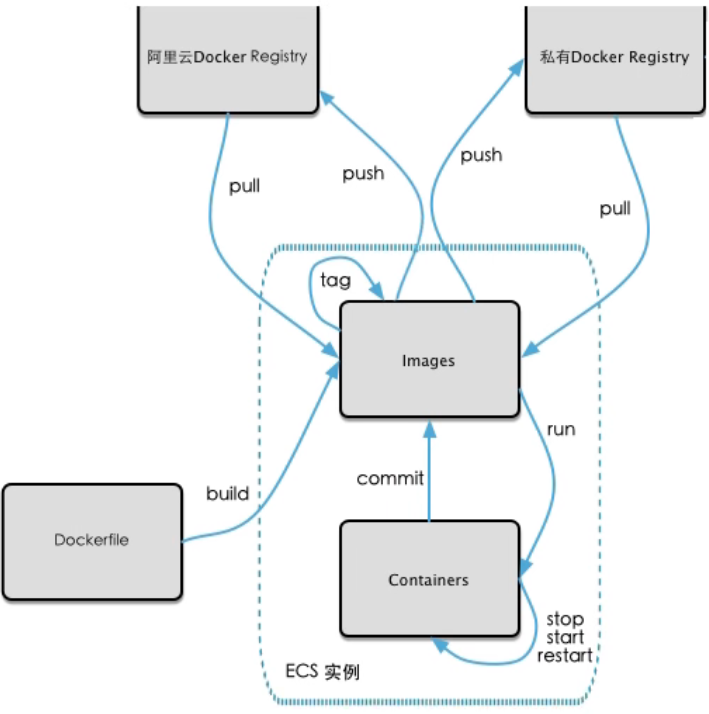 阿里云Docker Registry
私有Docker Registry
push
push
pull
pull
tag
Images
run
commit
build
Dockerfile
Containers
stop
start
restart
ECS 实例